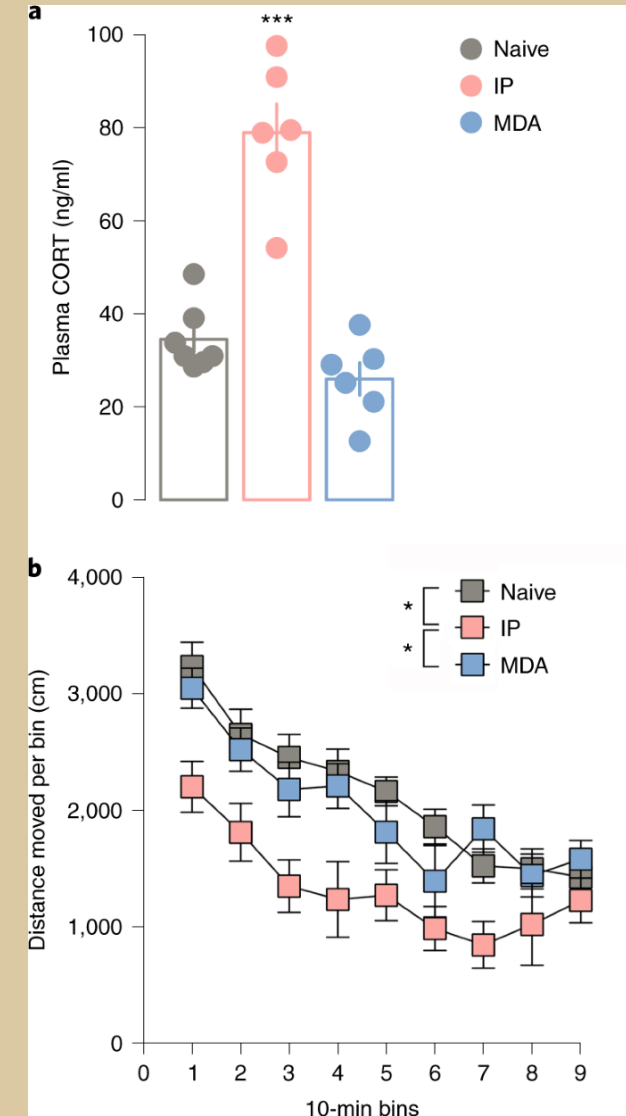 a
***
100
80
60
40
20
0
Plasma CORT (ng/ml)
Naive
IP
MDA
b
4,000
3,000
2,000
1,000
0
Distance moved per bin (cm)
* Naive
* IP
MDA
0 1 2 3 4 5 6 7 8 9
10-min bins